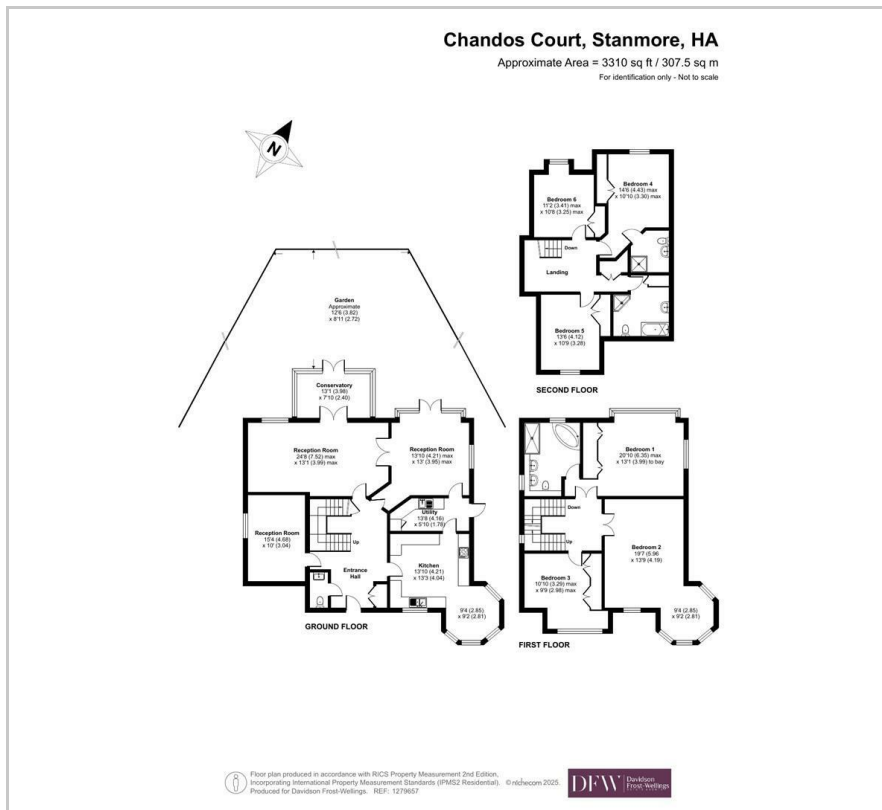 Chandos Court, Stanmore, HA
Approximate Area = 3310 sq ft / 307.5 sq m
For identification only - Not to scale
N
Bedroom 6
11'2 (3.41) max
x 10'8 (3.25) max
Bedroom 4
14'6 (4.43) max
x 10'10 (3.30) max
Down
Landing
Bedroom 5
13'6 (4.12)
x 10'9 (3.28)
SECOND FLOOR
Garden
Approximate
12'6 (3.82)
x 8'11 (2.72)
Conservatory
13'1 (3.98)
x 7'10 (2.40)
Reception Room
24'8 (7.52) max
x 13'1 (3.99) max
Reception Room
13'10 (4.21) max
x 13' (3.95) max
Reception Room
15'4 (4.68)
x 10' (3.04)
Utility
13'8 (4.16)
x 5'10 (1.78)
Up
Entrance
Hall
Kitchen
13'10 (4.21)
x 13'3 (4.04)
9'4 (2.85)
x 9'2 (2.81)
GROUND FLOOR
Bedroom 1
20'10 (6.35) max
x 13'1 (3.99) to bay
Down
Up
Bedroom 2
19'7 (5.96
x 13'9 (4.19)
Bedroom 3
10'10 (3.29) max
x 9'9 (2.98) max
9'4 (2.85)
x 9'2 (2.81)
FIRST FLOOR
Floor plan produced in accordance with RICS Property Measurement 2nd Edition,
Incorporating International Property Measurement Standards (IPMS2 Residential). ©nichecom 2025.
Produced for Davidson Frost-Wellings. REF: 1279657
DFW Davidson
Frost-Wellings